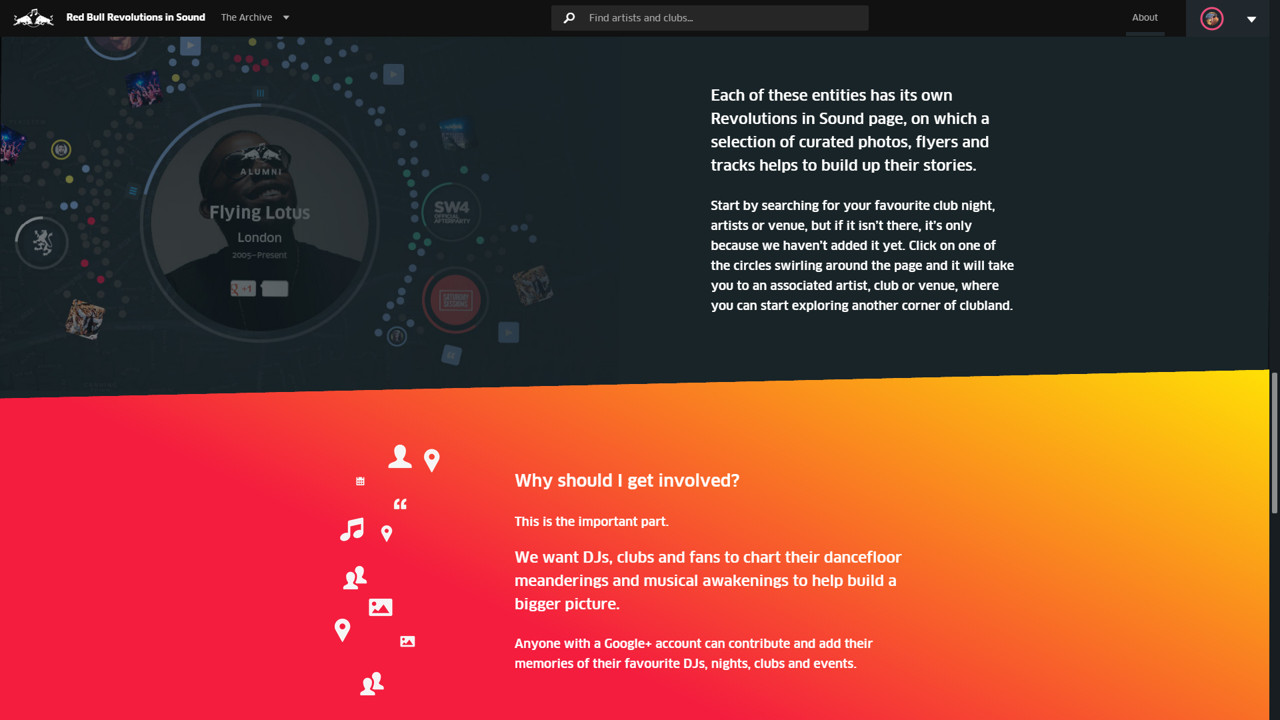 Red Bull Revolutions in Sound
The Archive
Find artists and clubs...
About
ALUMNI
Flying Lotus
London
2005–Present
+1
SW4
OFFICIAL
AFTERPARTY
Each of these entities has its own
Revolutions in Sound page, on which a
selection of curated photos, flyers and
tracks helps to build up their stories.
Start by searching for your favourite club night,
artists or venue, but if it isn't there, it's only
because we haven't added it yet. Click on one of
the circles swirling around the page and it will take
you to an associated artist, club or venue, where
you can start exploring another corner of clubland.
Why should I get involved?
This is the important part.
We want DJs, clubs and fans to chart their dancefloor
meanderings and musical awakenings to help build a
bigger picture.
Anyone with a Google+ account can contribute and add their
memories of their favourite DJs, nights, clubs and events.